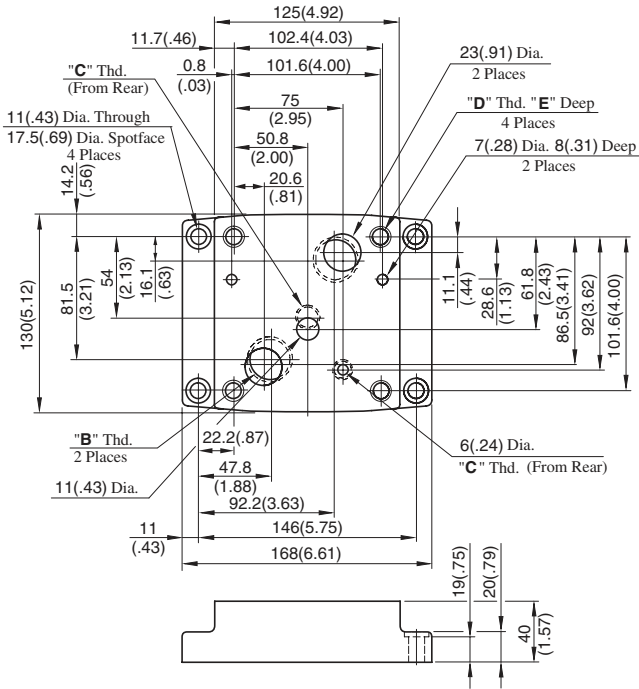 125(4.92)
11.7(.46)
102.4(4.03)
"C" Thd.
(From Rear)
0.8
(.03)
101.6(4.00)
23(.91) Dia.
2 Places
75
(2.95)
"D" Thd. "E" Deep
4 Places
11(.43) Dia. Through
17.5(.69) Dia. Spotface
4 Places
50.8
(2.00)
7(.28) Dia. 8(.31) Deep
2 Places
20.6
(.81)
14.2
(.56)
130(5.12)
81.5
(3.21)
54
(2.13)
16.1
(.63)
11.1
(.44)
28.6
(1.13)
61.8
(2.43)
86.5(3.41)
92(3.62)
101.6(4.00)
"B" Thd.
2 Places
22.2(.87)
6(.24) Dia.
"C" Thd. (From Rear)
11(.43) Dia.
47.8
(1.88)
92.2(3.63)
11
(.43)
146(5.75)
168(6.61)
19(.75)
20(.79)
40
(1.57)